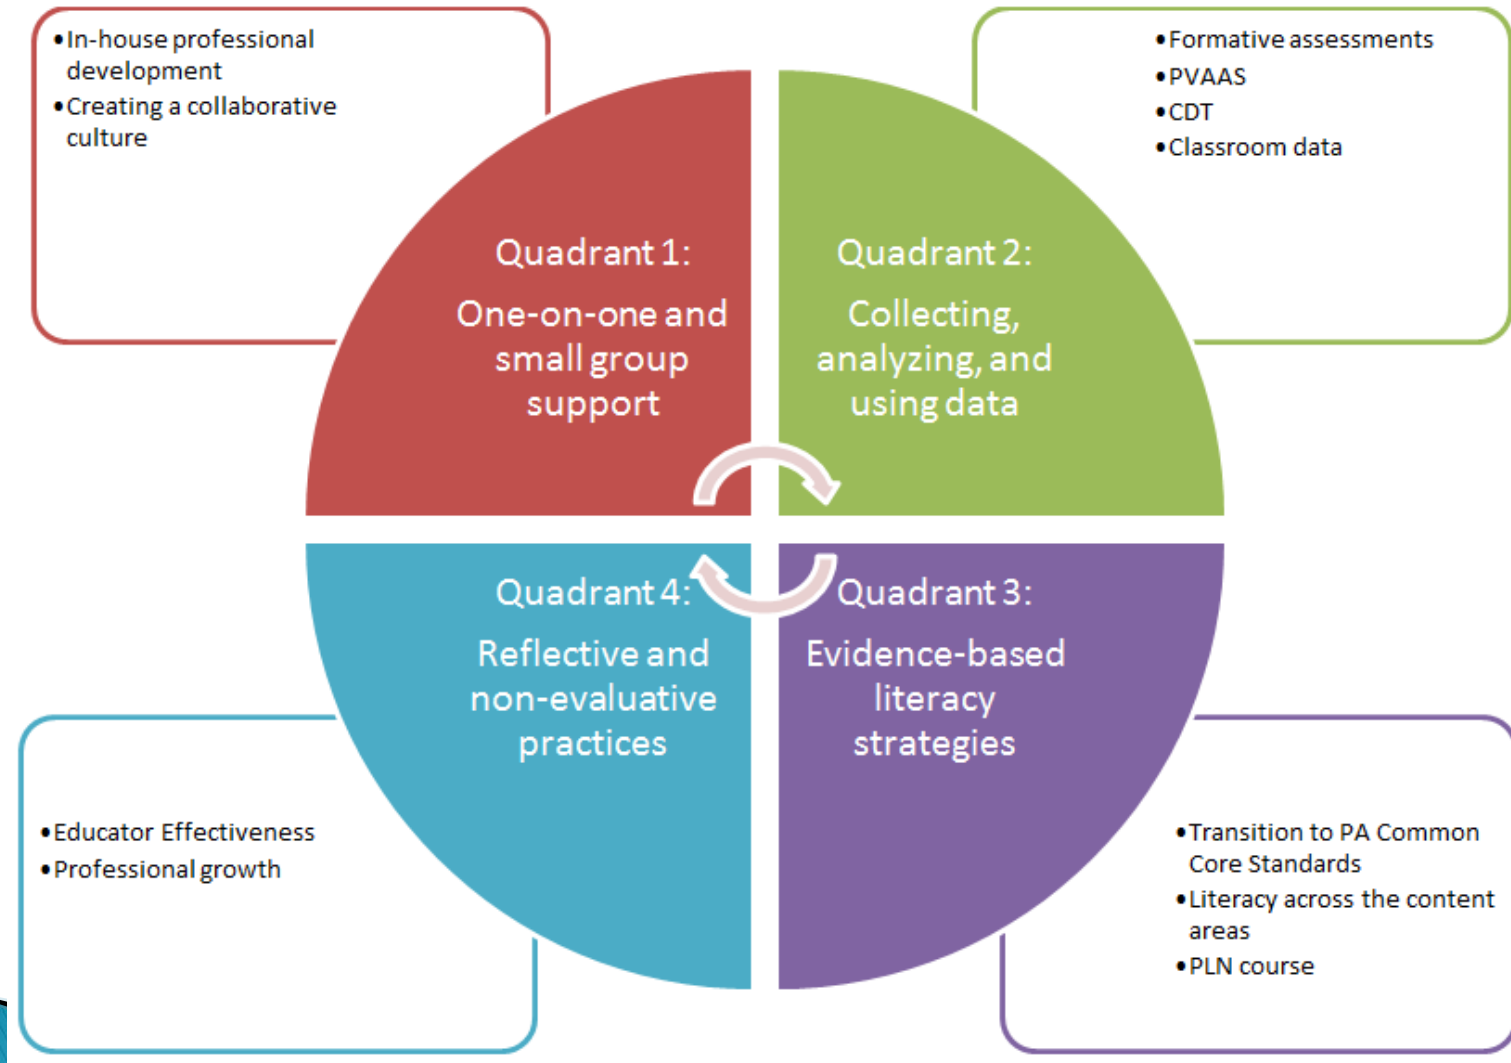 •In-house professional
development
•Creating a collaborative
culture
•Formative assessments
•PVAAS
•CDT
•Classroom data
Quadrant 1:
One-on-one and
small group
support
Quadrant 2:
Collecting,
analyzing, and
using data
Quadrant 4:
Reflective and
non-evaluative
practices
Quadrant 3:
Evidence-based
literacy
strategies
•Educator Effectiveness
•Professional growth
•Transition to PA Common
Core Standards
•Literacy across the content
areas
•PLN course